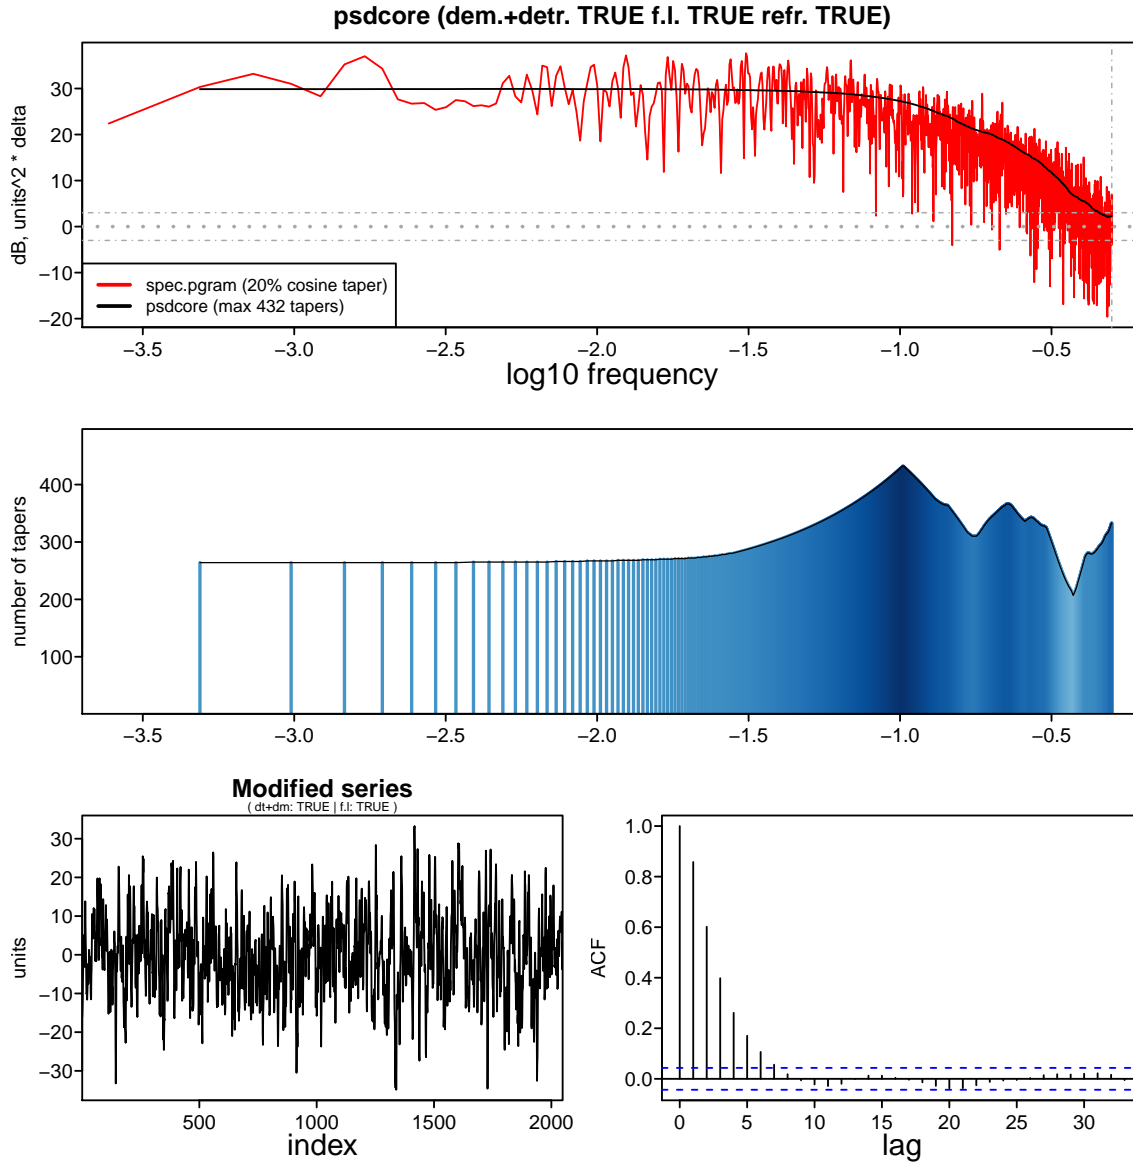 psdcore (dem.+detr. TRUE f.l. TRUE refr. TRUE)
dB, units^2 * delta
30
20
10
0
−10
−20
spec.pgram (20% cosine taper)
psdcore (max 432 tapers)
−3.5 −3.0 −2.5 −2.0 −1.5 −1.0 −0.5
log10 frequency
number of tapers
400
300
200
100
−3.5 −3.0 −2.5 −2.0 −1.5 −1.0 −0.5
Modified series
( dt+dm: TRUE | f.l: TRUE )
units
30
20
10
0
−10
−20
−30
500 1000 1500 2000
index
ACF
1.0
0.8
0.6
0.4
0.2
0.0
0 5 10 15 20 25 30
lag